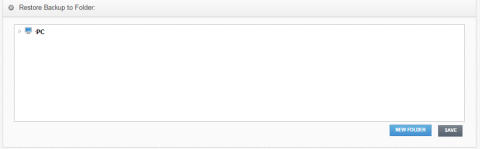 Restore Backup to Folder:
PC
NEW FOLDER
SAVE